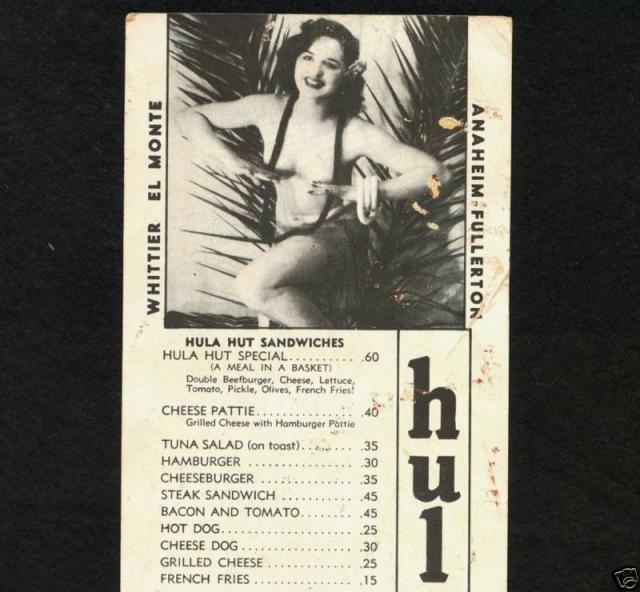 WHITTIER EL MONTE
ANAHEIM-FULLERTON
HULA HUT SANDWICHES
HULA HUT SPECIAL.......... .60
(A MEAL IN A BASKET)
Double Beefburger, Cheese, Lettuce,
Tomato, Pickle, Olives, French Fries!
CHEESE PATTIE............... .40
Grilled Cheese with Hamburger Pattie
TUNA SALAD (on toast)........ .35
HAMBURGER ................ .30
CHEESEBURGER .............. .35
STEAK SANDWICH ........... .45
BACON AND TOMATO........ .45
HOT DOG.................... .25
CHEESE DOG ................ .30
GRILLED CHEESE ............. .25
FRENCH FRIES ............... .15
hul